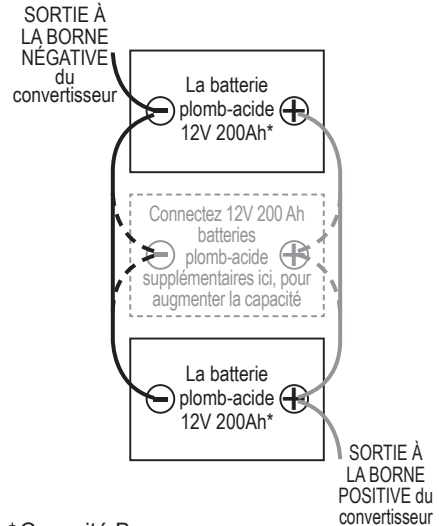 SORTIE À
LA BORNE
NÉGATIVE
du
convertisseur
La batterie
plomb-acide
12V 200Ah*
Connectez 12V 200 Ah
batteries
plomb-acide
supplémentaires ici, pour
augmenter la capacité
La batterie
plomb-acide
12V 200Ah*
SORTIE À
LA BORNE
POSITIVE du
convertisseur